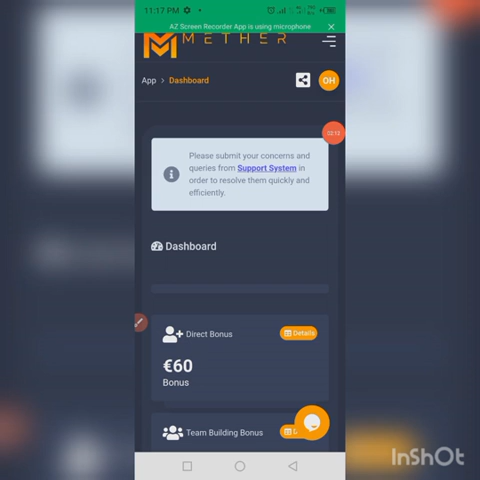 11:17 PM
AZ Screen Recorder App is using microphone
METHER
App > Dashboard
OH
02:13
Please submit your concerns and
queries from Support System in
order to resolve them quickly and
efficiently.
Dashboard
Direct Bonus
Details
€60
Bonus
Team Building Bonus
InShOt